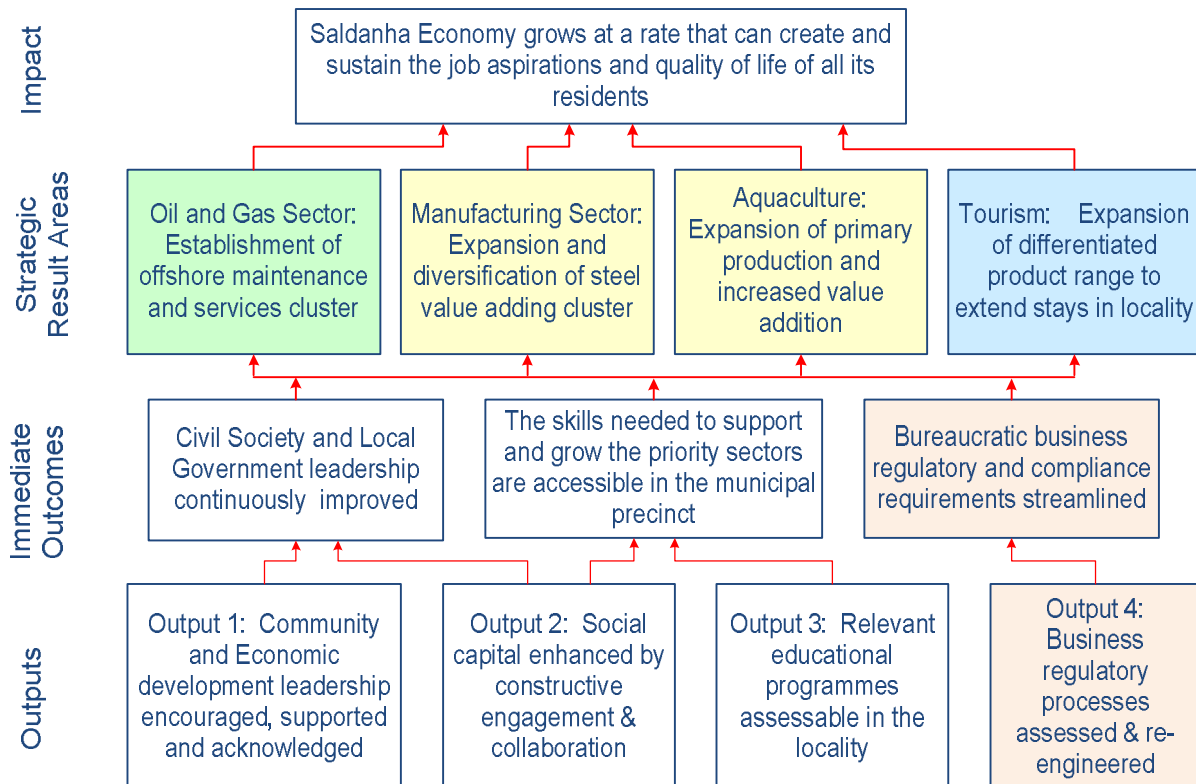 Impact
Saldanha Economy grows at a rate that can create and
sustain the job aspirations and quality of life of all its
residents
Strategic
Result Areas
Oil and Gas Sector:
Establishment of
offshore maintenance
and services cluster
Manufacturing Sector:
Expansion and
diversification of steel
value adding cluster
Aquaculture:
Expansion of primary
production and
increased value
addition
Tourism: Expansion
of differentiated
product range to
extend stays in locality
Immediate
Outcomes
Civil Society and Local
Government leadership
continuously improved
The skills needed to support
and grow the priority sectors
are accessible in the municipal
precinct
Bureaucratic business
regulatory and compliance
requirements streamlined
Outputs
Output 1: Community
and Economic
development leadership
encouraged, supported
and acknowledged
Output 2: Social
capital enhanced by
constructive
engagement &
collaboration
Output 3: Relevant
educational
programmes
assessable in the
locality
Output 4:
Business
regulatory
processes
assessed & re-
engineered